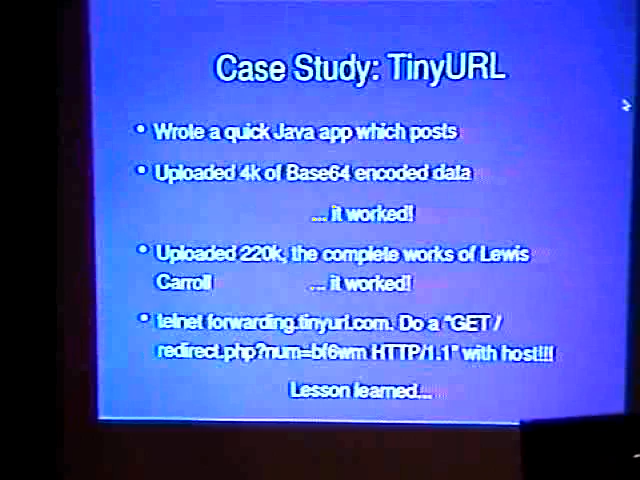 Case Study: TinyURL
• Wrote a quick Java app which posts
• Uploaded 4k of Base64 encoded data
... it worked!
• Uploaded 220k, the complete works of Lewis
Carroll ... it worked!
• telnet forwarding.tinyurl.com. Do a "GET /
redirect.php?num=bf6wm HTTP/1.1" with host!!!
Lesson learned...